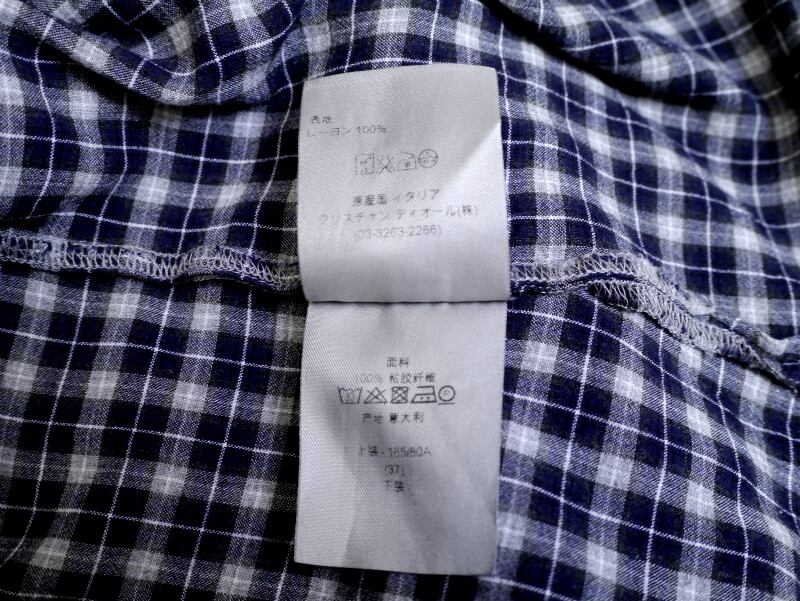 表地
レーヨン 100%
原産国 イタリア
クリスチャン ディオール(株)
(03-3263-2266)
面料
100% 粘胶纤维
产地 意大利
上装 - 165/80A
(37)
下装 -